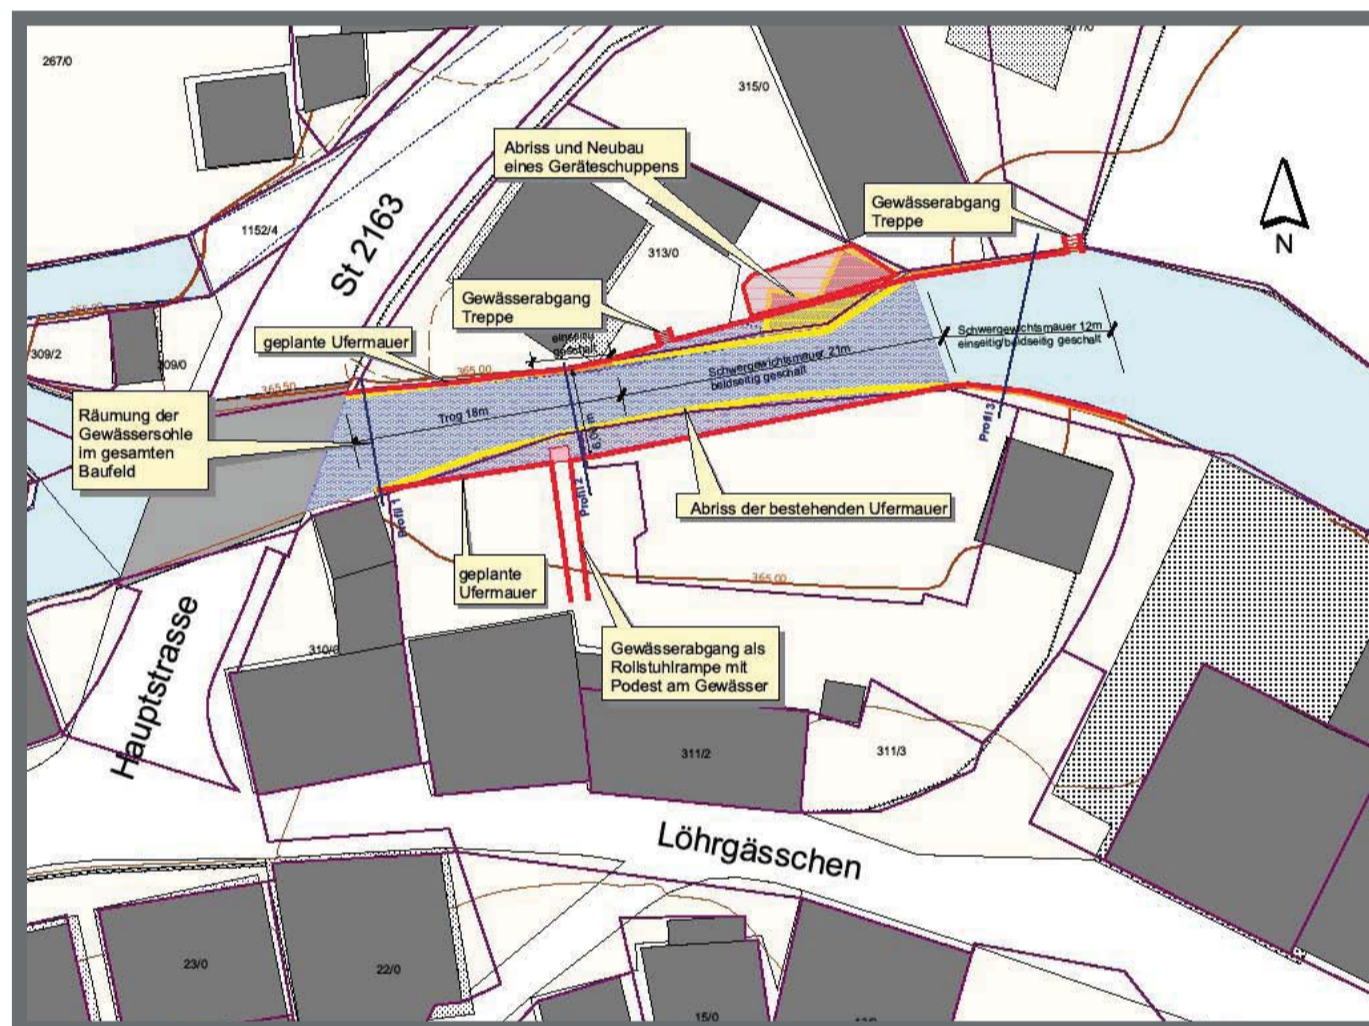 267/0
315/0
Abriss und Neubau
eines Geräteschuppens
Gewässerabgang
Treppe
N
1152/4
St 2163
313/0
Gewässerabgang
Treppe
geplante Ufermauer
einseitig
geschalt
Schwergewichtsmauer 12m
einseitig/beidseitig geschalt
Schwergewichtsmauer 21m
beidseitig geschalt
309/2
309/0
365.50
365.00
Räumung der
Gewässersohle
im gesamten
Baufeld
Trog 18m
6.00 m
Profil 1
Profil 2
Profil 3
Abriss der bestehenden Ufermauer
geplante
Ufermauer
365.00
Gewässerabgang als
Rollstuhlrampe mit
Podest am Gewässer
Hauptstrasse
311/2
311/3
Löhrgässchen
23/0
22/0
15/0